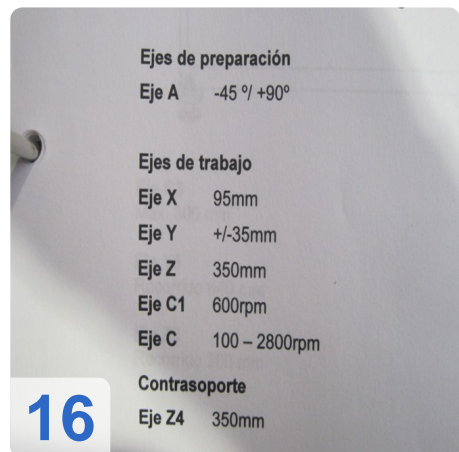 Ejes de preparación
Eje A -45 º/ +90º
Ejes de trabajo
Eje X 95mm
Eje Y +/-35mm
Eje Z 350mm
Eje C1 600rpm
Eje C 100 – 2800rpm
Contrasoporte
Eje Z4 350mm
16